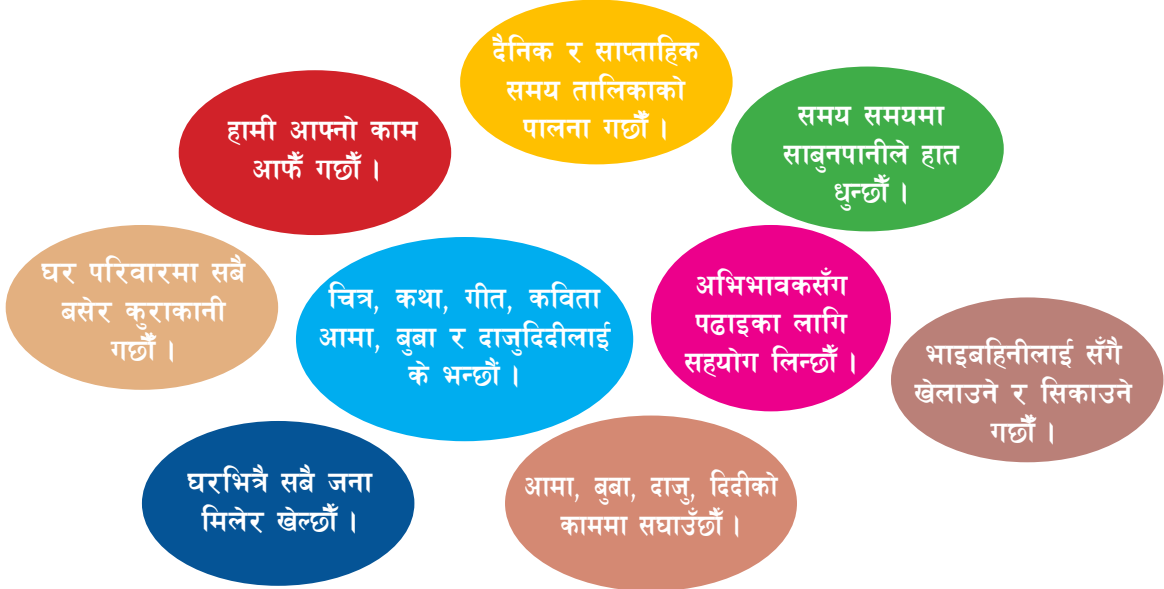 दैनिक र साप्ताहिक
समय तालिकाको
पालना गर्छौँ ।
हामी आफ्नो काम
आफैँ गर्छौँ ।
समय समयमा
साबुनपानीले हात
धुन्छौँ ।
घर परिवारमा सबै
बसेर कुराकानी
गर्छौँ ।
चित्र, कथा, गीत, कविता
आमा, बुबा र दाजुदिदीलाई
के भन्छौं ।
अभिभावकसँग
पढाइका लागि
सहयोग लिन्छौँ ।
भाइबहिनीलाई सँगै
खेलाउने र सिकाउने
गर्छौँ ।
घरभित्रै सबै जना
मिलेर खेल्छौँ ।
आमा, बुबा, दाजु, दिदीको
काममा सघाउँछौँ ।